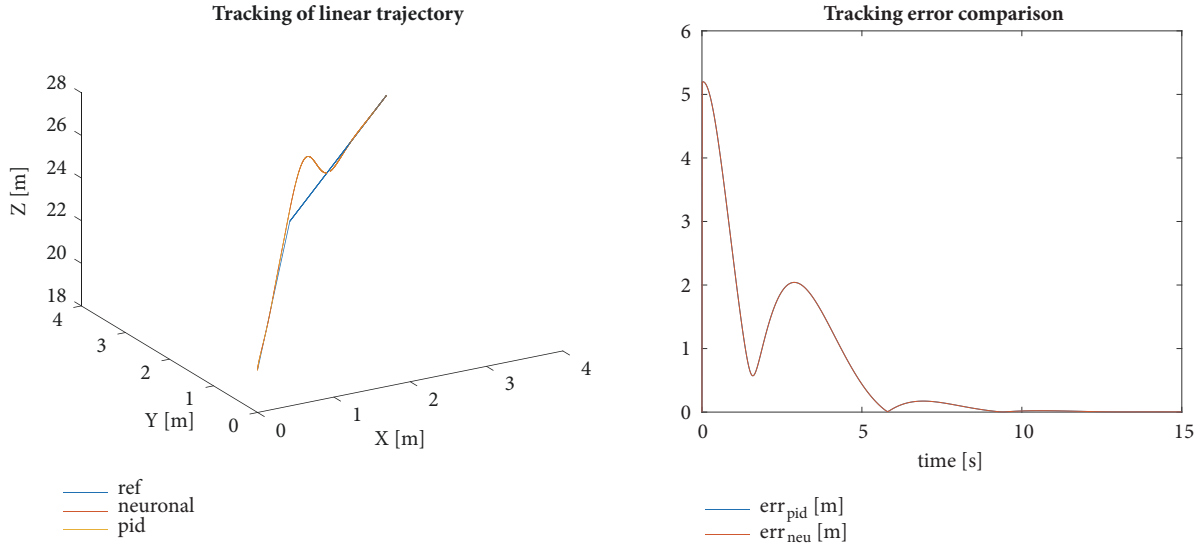 Tracking of linear trajectory
28
26
24
22
20
18
Z [m]
4
3
2
1
0
Y [m]
0
1
2
3
4
X [m]
ref
neuronal
pid
Tracking error comparison
6
5
4
3
2
1
0
0
5
10
15
time [s]
err_pid [m]
err_neu [m]